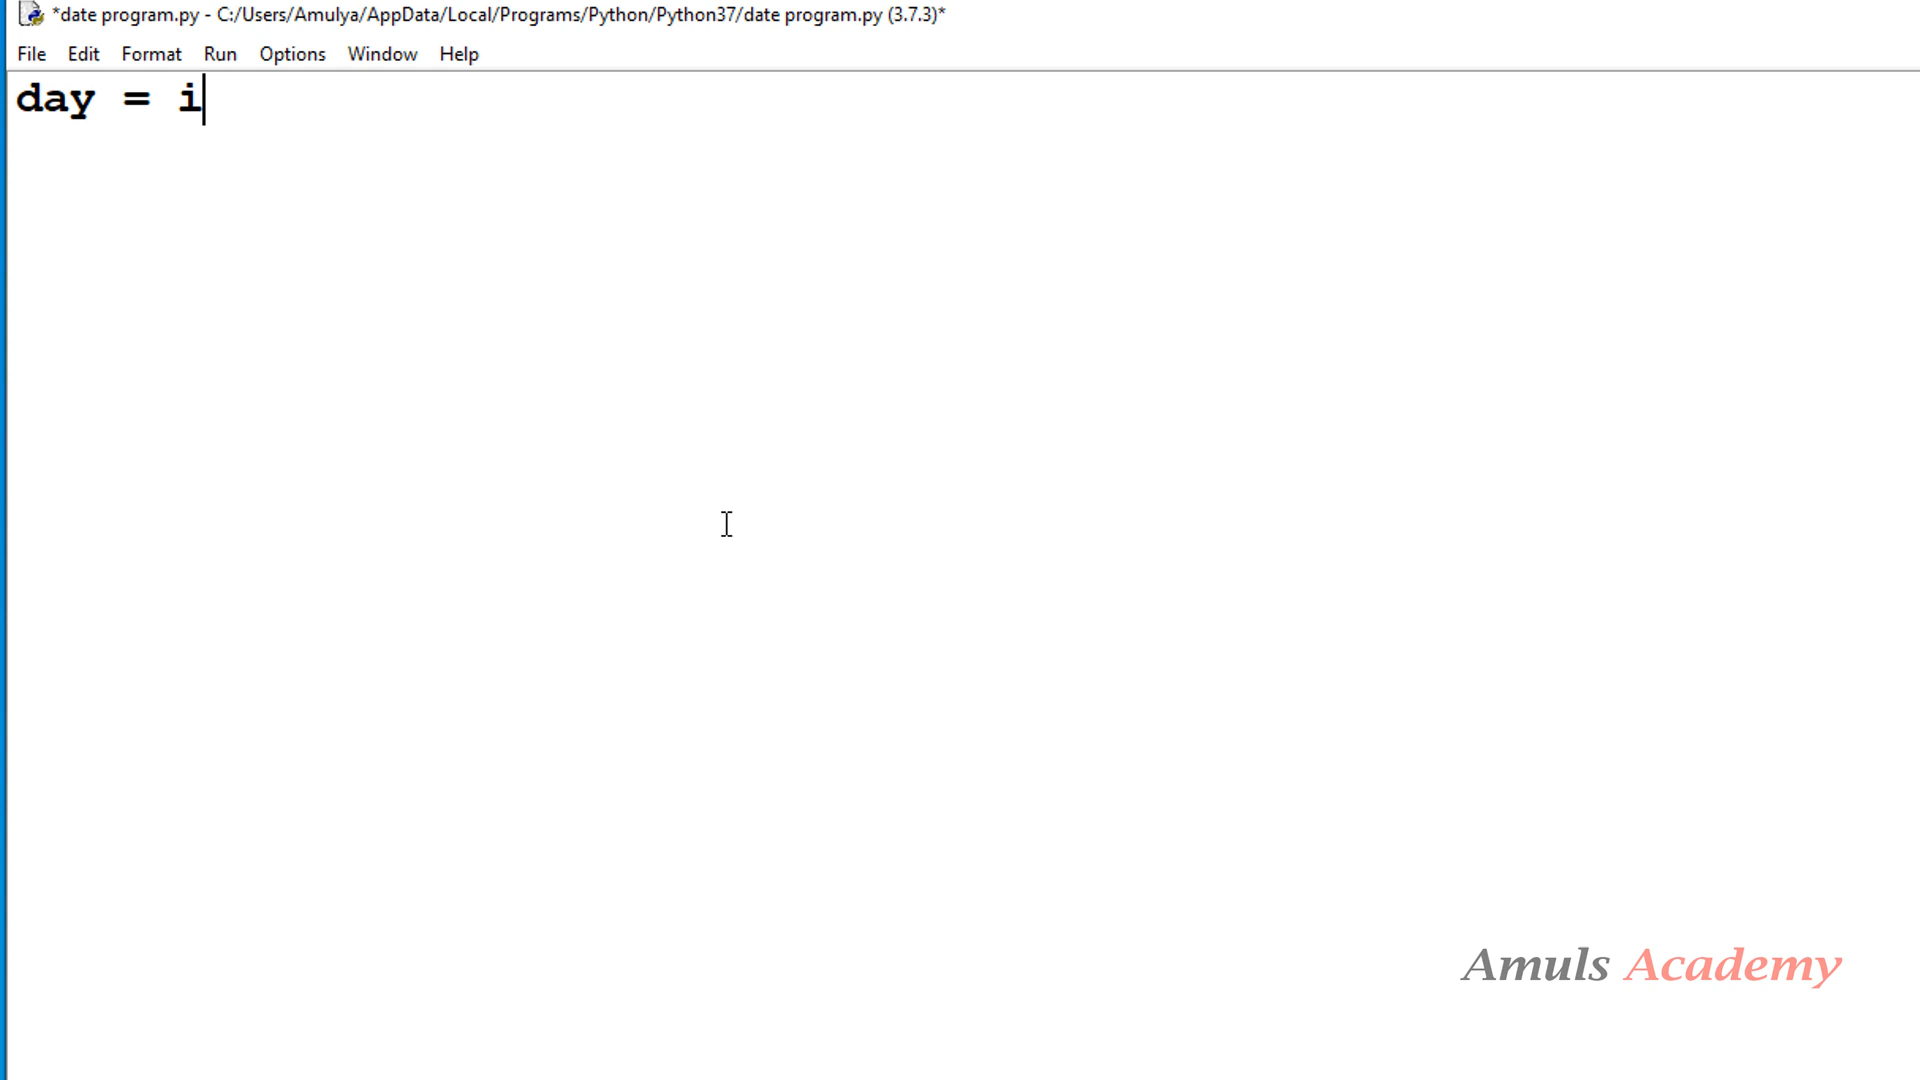 *date program.py - C:/Users/Amulya/AppData/Local/Programs/Python/Python37/date program.py (3.7.3)*
File Edit Format Run Options Window Help
day = i
Amuls Academy